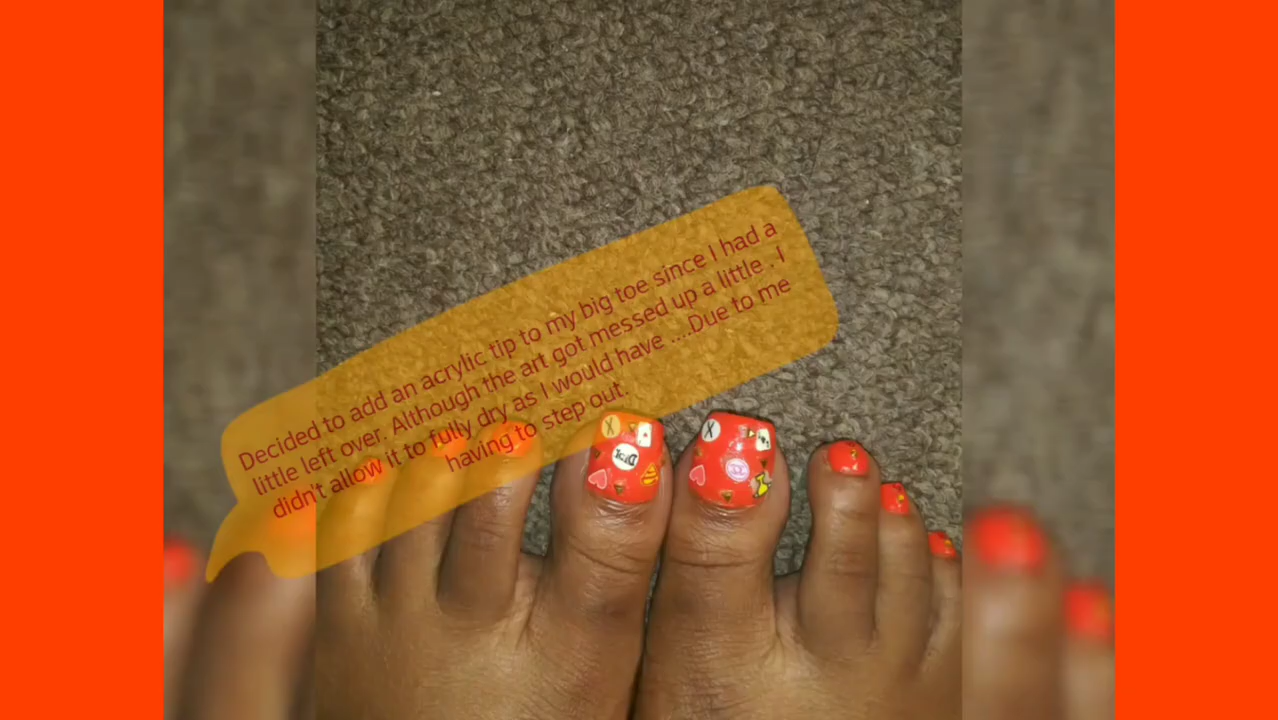 Decided to add an acrylic tip to my big toe since I had a
little left over. Although the art got messed up a little . I
didn't allow it to fully dry as I would have ....Due to me
having to step out.
X
X